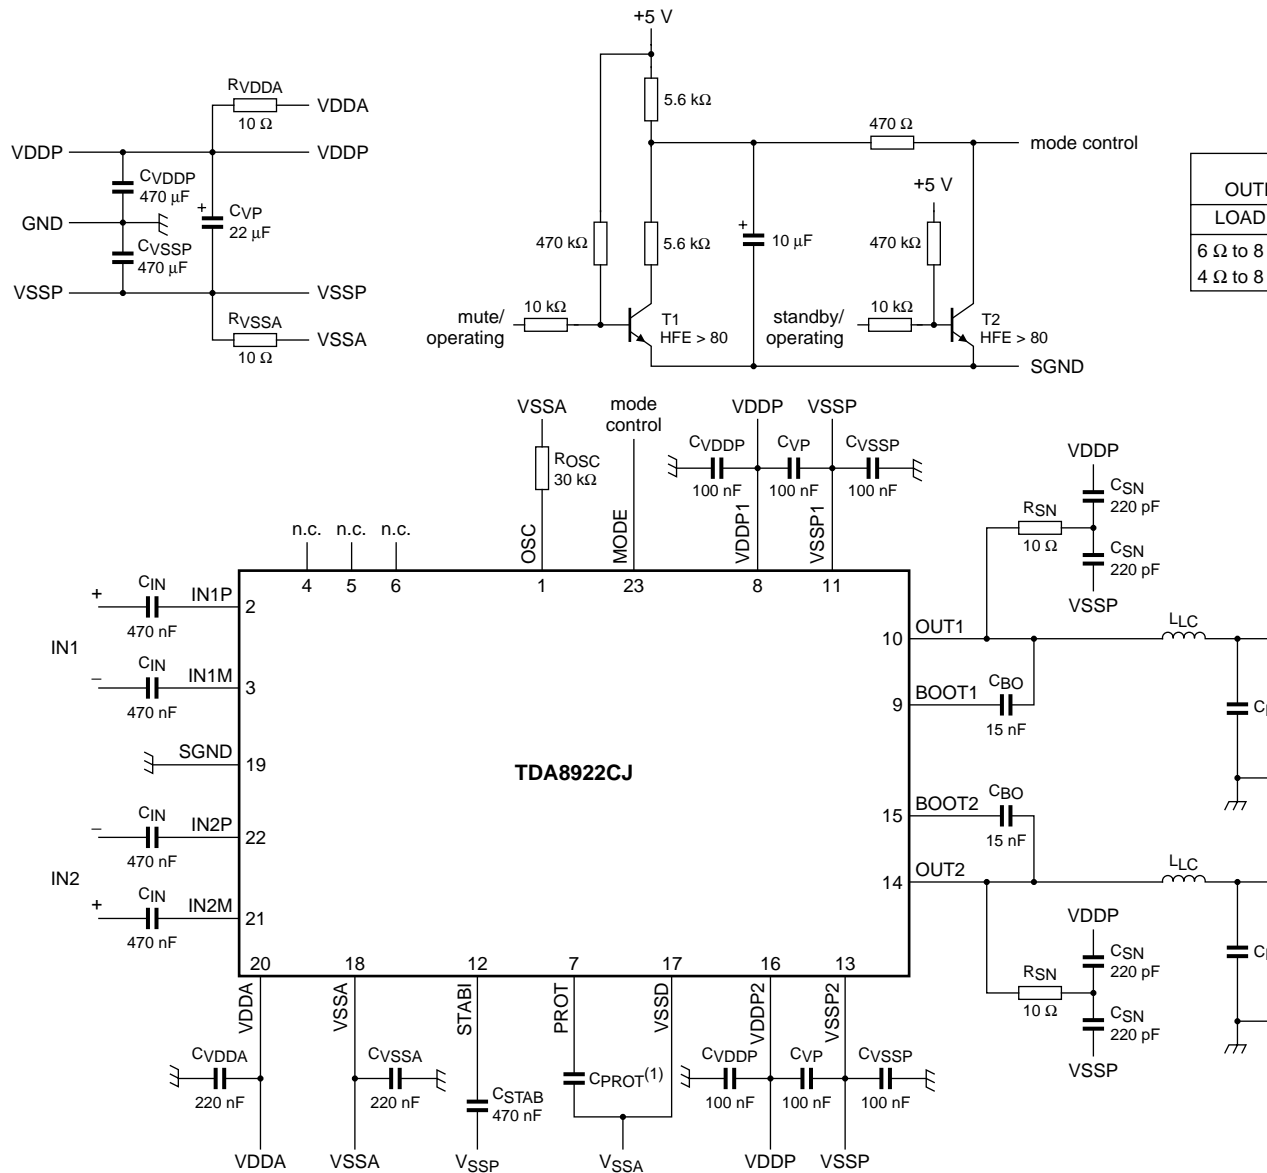 +5 V
RVDDA
VDDA
10 Ω
5.6 kΩ
470 Ω
mode control
VDDP
VDDP
CVDDP
470 μF
+5 V
OUT
LOAD
GND
+
CVP
22 μF
470 kΩ
5.6 kΩ
+
10 μF
470 kΩ
6 Ω to 8
4 Ω to 8
CVSSP
470 μF
VSSP
VSSP
RVSSA
VSSA
10 Ω
mute/
operating
10 kΩ
T1
HFE > 80
standby/
operating
10 kΩ
T2
HFE > 80
SGND
VSSA
mode
control
VDDP
VSSP
ROSC
30 kΩ
CVDDP
CVP
CVSSP
100 nF
100 nF
100 nF
VDDP
CSN
220 pF
RSN
10 Ω
CSN
220 pF
VSSP
n.c.
n.c.
n.c.
OSC
MODE
VDDP1
VSSP1
4
5
6
1
23
8
11
CIN
+
IN1P
2
470 nF
IN1
CIN
−
IN1M
3
470 nF
10
OUT1
LLC
9
BOOT1
CBO
15 nF
C
SGND
19
TDA8922CJ
CIN
−
IN2P
22
470 nF
IN2
CIN
+
IN2M
21
470 nF
15
BOOT2
CBO
15 nF
14
OUT2
LLC
C
VDDP
CSN
220 pF
RSN
10 Ω
CSN
220 pF
VSSP
20
18
12
7
17
16
13
VDDA
VSSA
STABI
PROT
VSSD
VDDP2
VSSP2
CVDDA
220 nF
CVSSA
220 nF
CSTAB
470 nF
CPROT(1)
CVDDP
CVP
CVSSP
100 nF
100 nF
100 nF
VDDA
VSSA
VSSP
VSSA
VDDP
VSSP